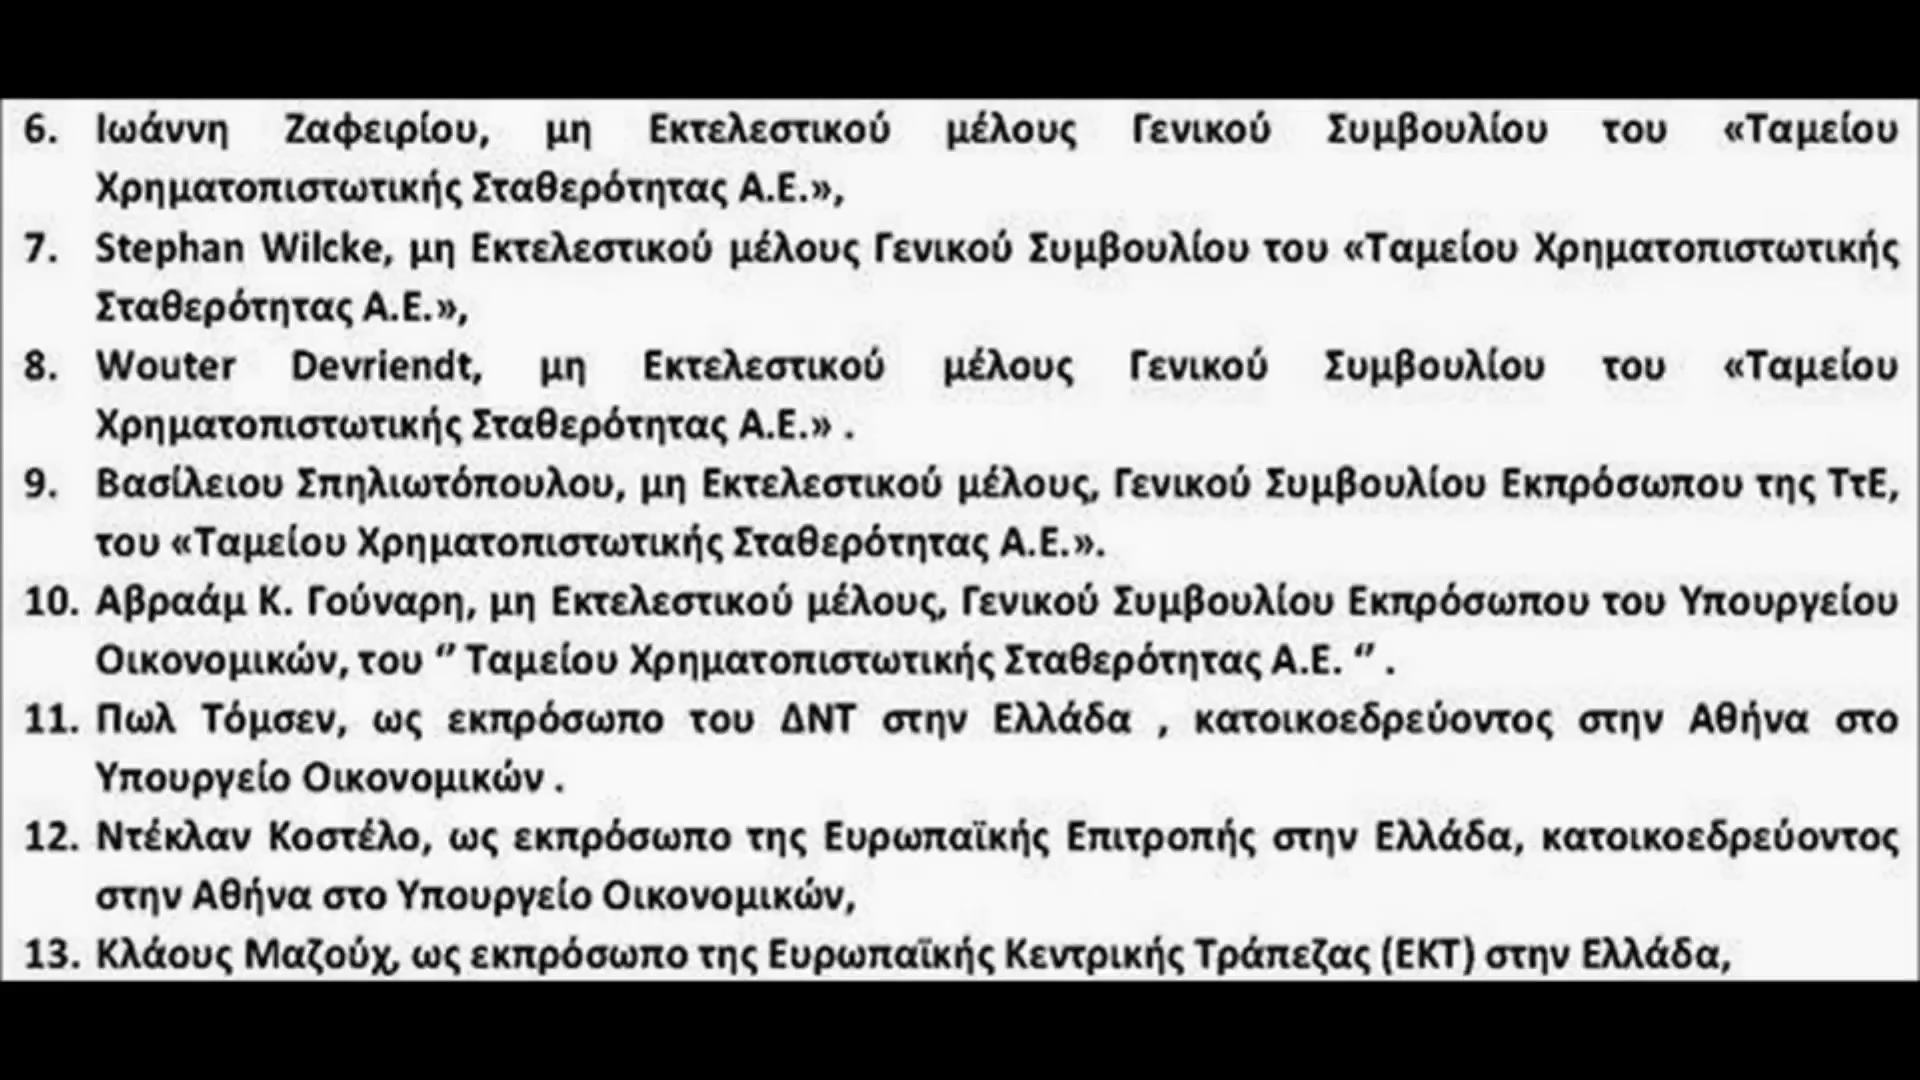 6. Ιωάννη Ζαφειρίου, μη Εκτελεστικού μέλους Γενικού Συμβουλίου του «Ταμείου
Χρηματοπιστωτικής Σταθερότητας Α.Ε.»,
7. Stephan Wilcke, μη Εκτελεστικού μέλους Γενικού Συμβουλίου του «Ταμείου Χρηματοπιστωτικής
Σταθερότητας Α.Ε.»,
8. Wouter Devriendt, μη Εκτελεστικού μέλους Γενικού Συμβουλίου του «Ταμείου
Χρηματοπιστωτικής Σταθερότητας Α.Ε.» .
9. Βασίλειου Σπηλιωτόπουλου, μη Εκτελεστικού μέλους, Γενικού Συμβουλίου Εκπρόσωπου της ΤτΕ,
του «Ταμείου Χρηματοπιστωτικής Σταθερότητας Α.Ε.».
10. Αβραάμ Κ. Γούναρη, μη Εκτελεστικού μέλους, Γενικού Συμβουλίου Εκπρόσωπου του Υπουργείου
Οικονομικών, του “ Ταμείου Χρηματοπιστωτικής Σταθερότητας Α.Ε. “ .
11. Πωλ Τόμσεν, ως εκπρόσωπο του ΔΝΤ στην Ελλάδα , κατοικοεδρεύοντος στην Αθήνα στο
Υπουργείο Οικονομικών .
12. Ντέκλαν Κοστέλο, ως εκπρόσωπο της Ευρωπαϊκής Επιτροπής στην Ελλάδα, κατοικοεδρεύοντος
στην Αθήνα στο Υπουργείο Οικονομικών,
13. Κλάους Μαζούχ, ως εκπρόσωπο της Ευρωπαϊκής Κεντρικής Τράπεζας (ΕΚΤ) στην Ελλάδα,